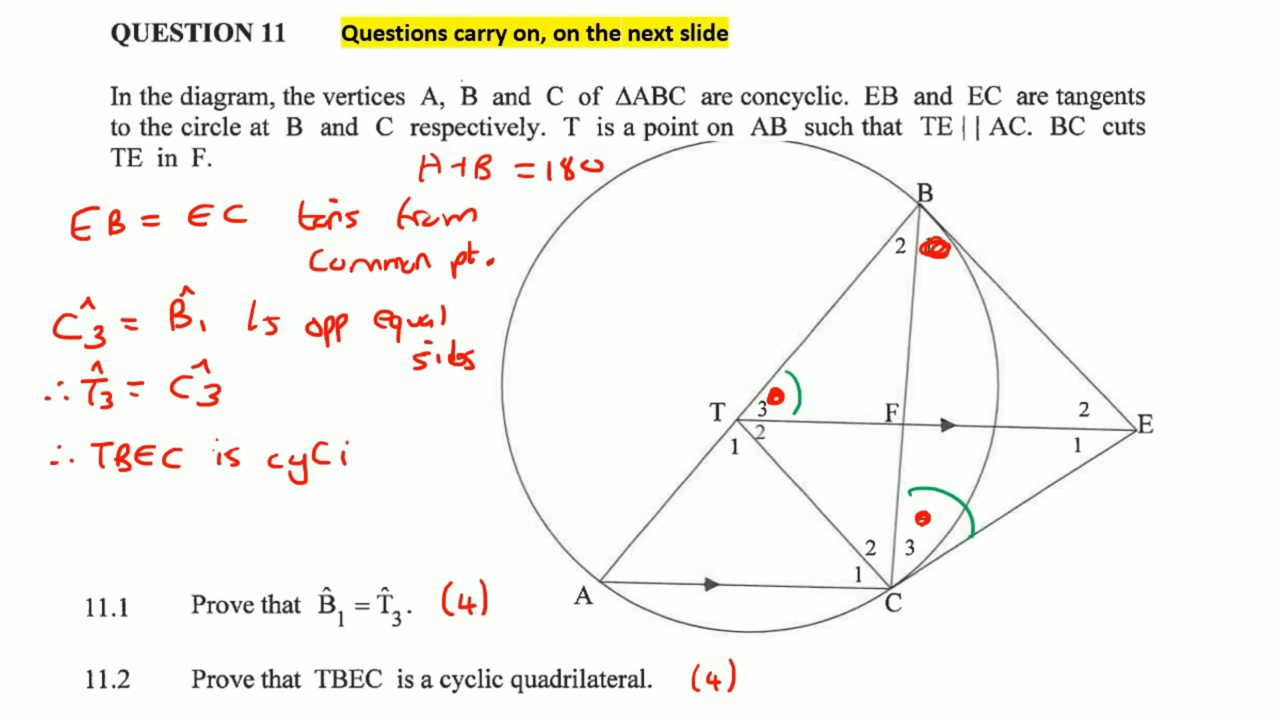 QUESTION 11 Questions carry on, on the next slide
In the diagram, the vertices A, B and C of ΔABC are concyclic. EB and EC are tangents
to the circle at B and C respectively. T is a point on AB such that TE || AC. BC cuts
TE in F.
A+B = 180
EB = EC tans from
common pt.
Ĉ3 = B̂1 ∠s opp equal
sides
∴ T̂3 = Ĉ3
∴ TBEC is cyci
B
2
T 3 F 2 E
1 2 1
2 3
1
A C
11.1 Prove that B̂1 = T̂3. (4)
11.2 Prove that TBEC is a cyclic quadrilateral. (4)